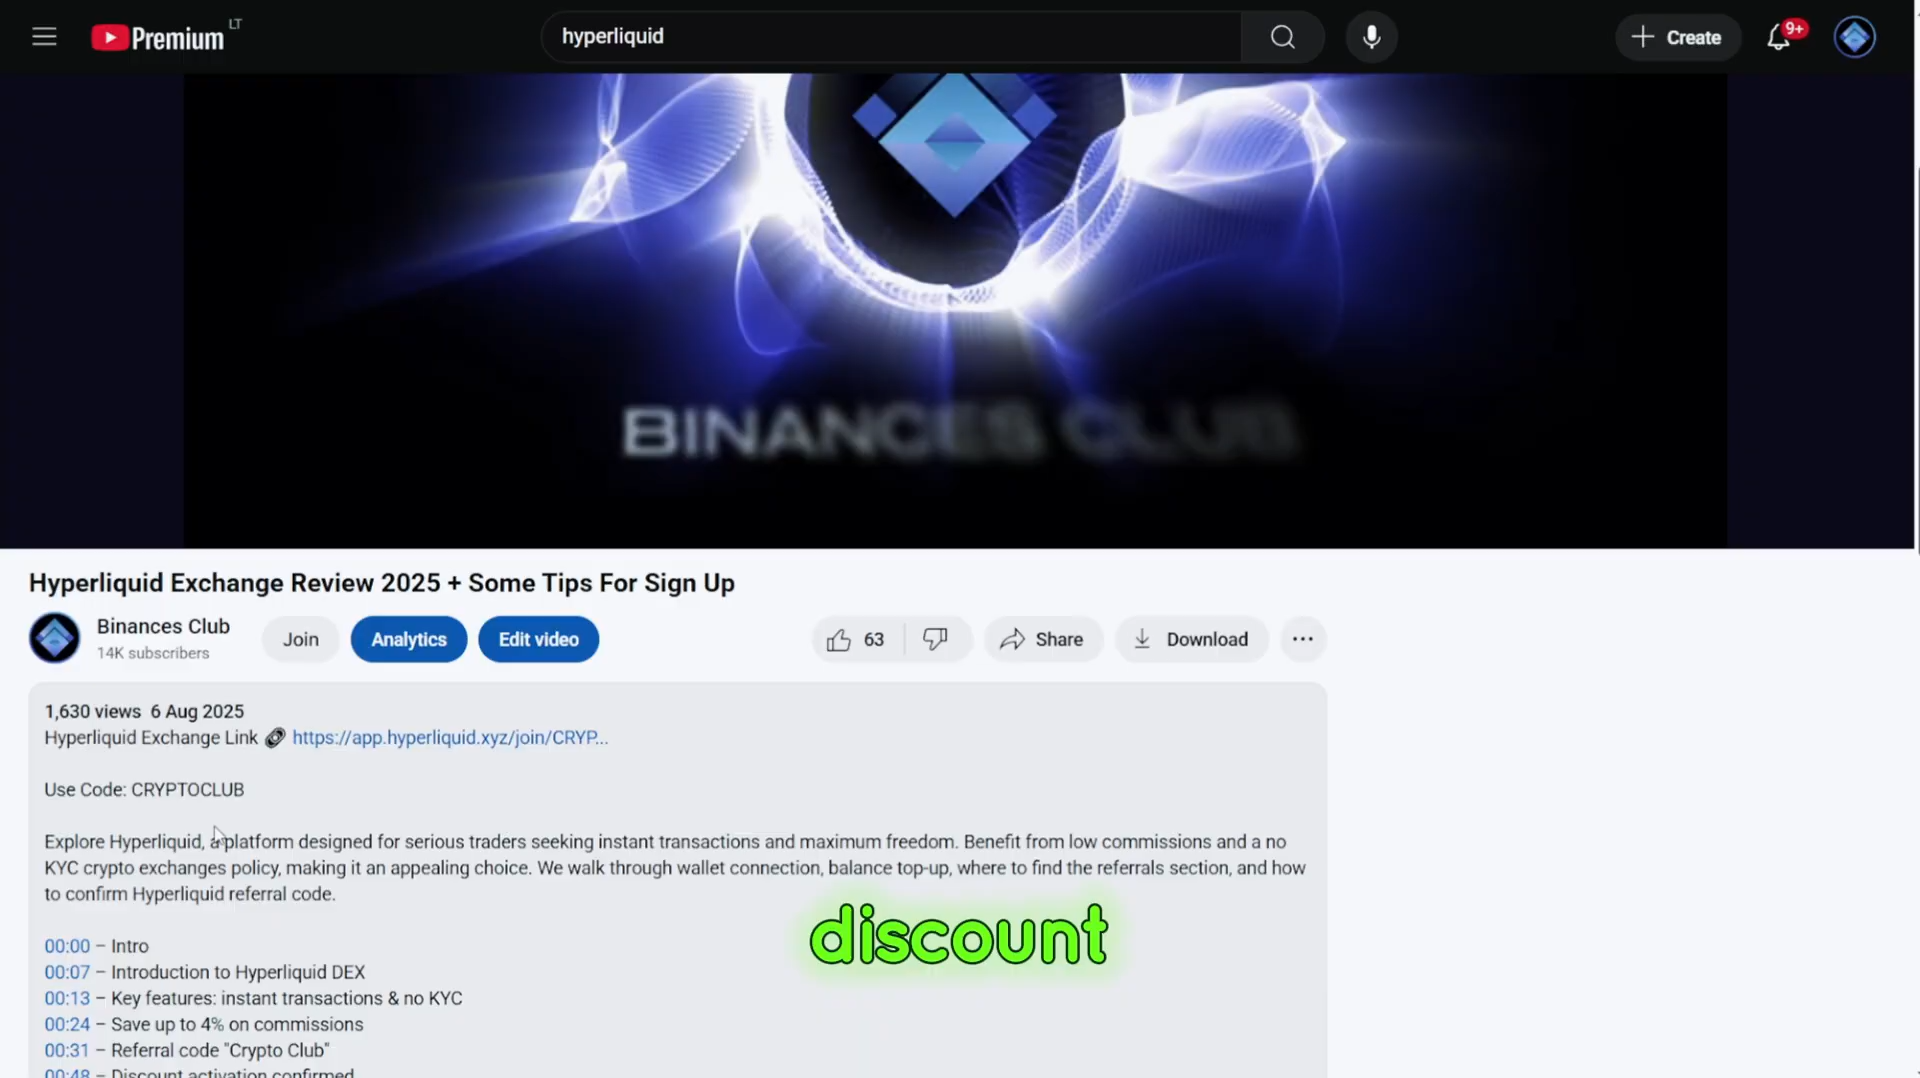 Premium LT
hyperliquid
Create
9+
BINANCES CLUB
Hyperliquid Exchange Review 2025 + Some Tips For Sign Up
Binances Club
14K subscribers
Join
Analytics
Edit video
63
Share
Download
1,630 views 6 Aug 2025
Hyperliquid Exchange Link 🔗 https://app.hyperliquid.xyz/join/CRYP...
Use Code: CRYPTOCLUB
Explore Hyperliquid, a platform designed for serious traders seeking instant transactions and maximum freedom. Benefit from low commissions and a no
KYC crypto exchanges policy, making it an appealing choice. We walk through wallet connection, balance top-up, where to find the referrals section, and how
to confirm Hyperliquid referral code.
discount
00:00 – Intro
00:07 – Introduction to Hyperliquid DEX
00:13 – Key features: instant transactions & no KYC
00:24 – Save up to 4% on commissions
00:31 – Referral code "Crypto Club"
00:48 – Discount activation confirmed